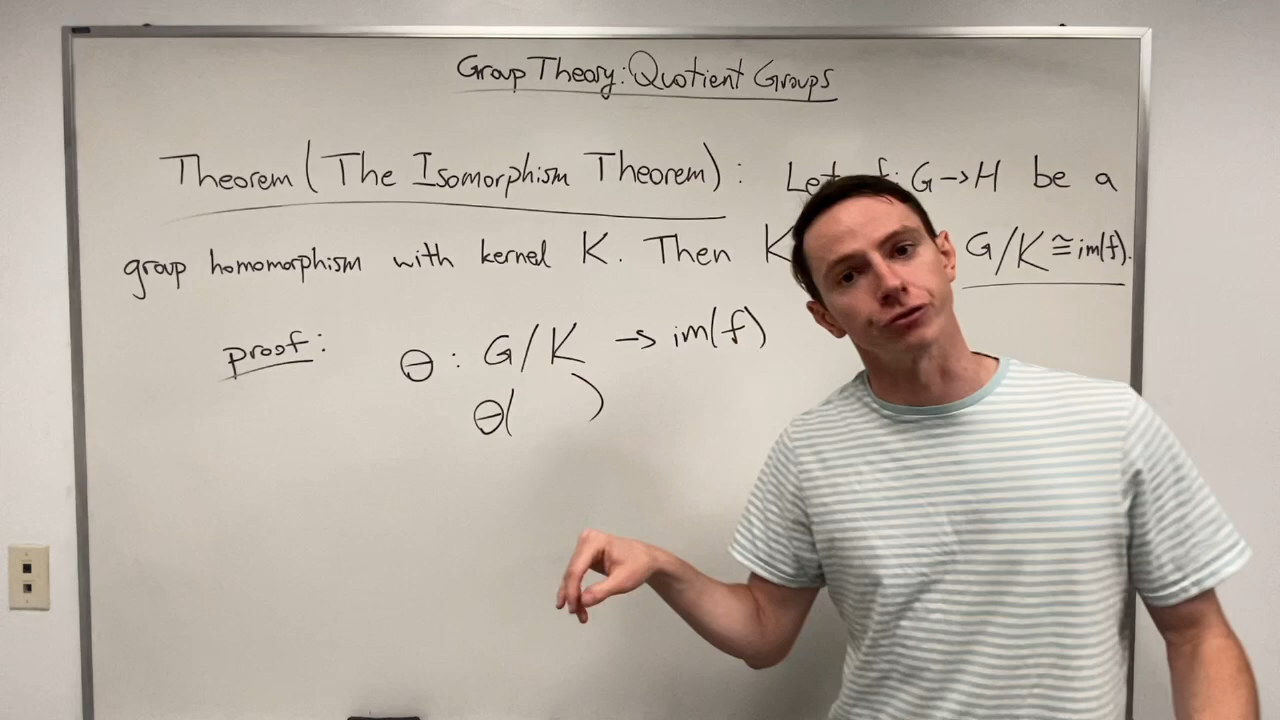 Group Theory: Quotient Groups
Theorem (The Isomorphism Theorem): Let f: G→H be a
group homomorphism with kernel K. Then K G/K ≅ im(f).
proof: θ: G/K → im(f)
θ( )